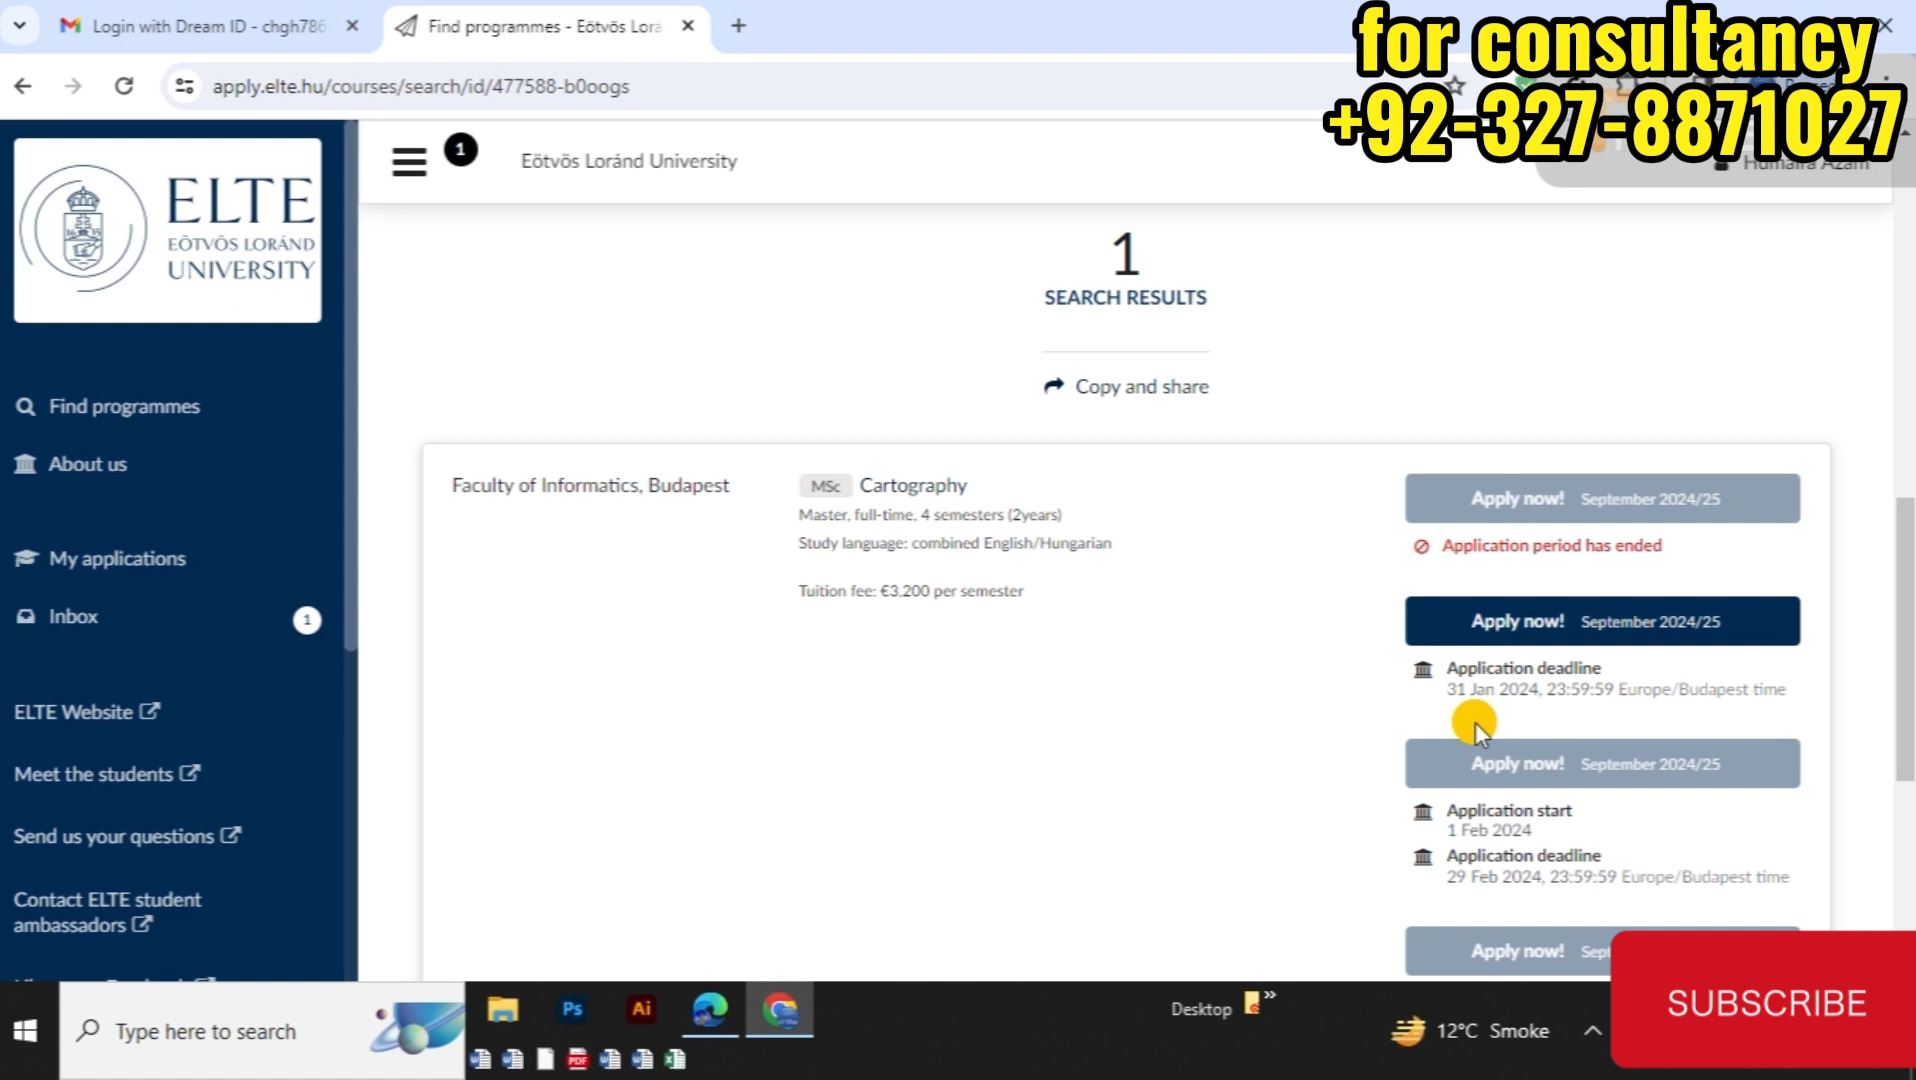 Login with Dream ID - chgh786
Find programmes - Eötvös Lorá
for consultancy
+92-327-8871027
apply.elte.hu/courses/search/id/477588-b0oogs
ELTE
EÖTVÖS LORÁND
UNIVERSITY
1
Eötvös Loránd University
Humaira Azam
1
SEARCH RESULTS
Copy and share
Find programmes
About us
My applications
Inbox
1
ELTE Website
Meet the students
Send us your questions
Contact ELTE student
ambassadors
Faculty of Informatics, Budapest
MSc Cartography
Master, full-time, 4 semesters (2years)
Study language: combined English/Hungarian
Tuition fee: €3,200 per semester
Apply now! September 2024/25
Application period has ended
Apply now! September 2024/25
Application deadline
31 Jan 2024, 23:59:59 Europe/Budapest time
Apply now! September 2024/25
Application start
1 Feb 2024
Application deadline
29 Feb 2024, 23:59:59 Europe/Budapest time
Apply now! Sept
SUBSCRIBE
Type here to search
Ps
Ai
Desktop
12°C Smoke
PDF